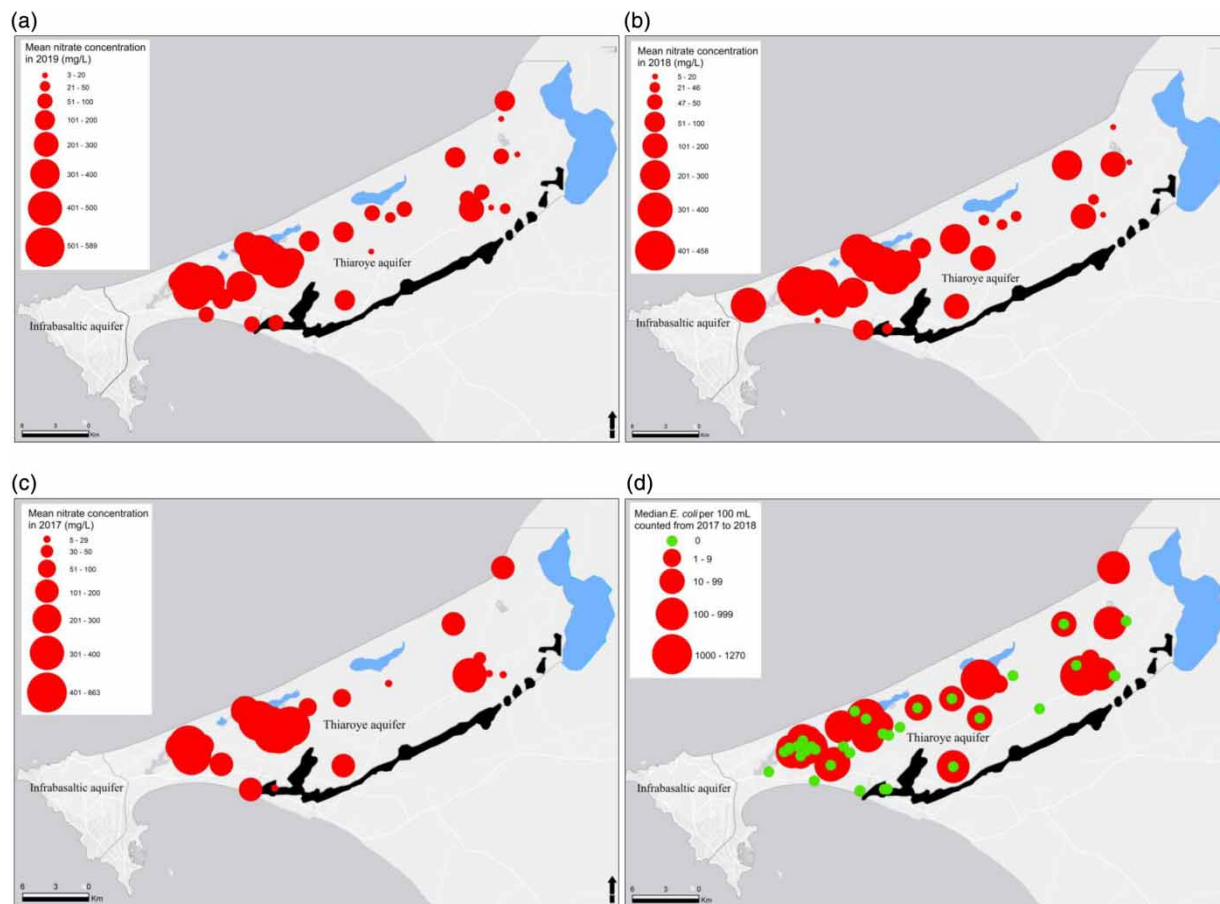 (a)
Mean nitrate concentration
in 2019 (mg/L)
3 - 20
21 - 50
51 - 100
101 - 200
201 - 300
301 - 400
401 - 500
501 - 589
Thiaroye aquifer
Infrabasaltic aquifer
6 3 0
Km
(b)
Mean nitrate concentration
in 2018 (mg/L)
5 - 20
21 - 46
47 - 50
51 - 100
101 - 200
201 - 300
301 - 400
401 - 458
Thiaroye aquifer
Infrabasaltic aquifer
6 3 0
Km
(c)
Mean nitrate concentration
in 2017 (mg/L)
5 - 29
30 - 50
51 - 100
101 - 200
201 - 300
301 - 400
401 - 663
Thiaroye aquifer
Infrabasaltic aquifer
6 3 0
Km
(d)
Median E. coli per 100 mL
counted from 2017 to 2018
0
1 - 9
10 - 99
100 - 999
1000 - 1270
Thiaroye aquifer
Infrabasaltic aquifer
6 3 0
Km